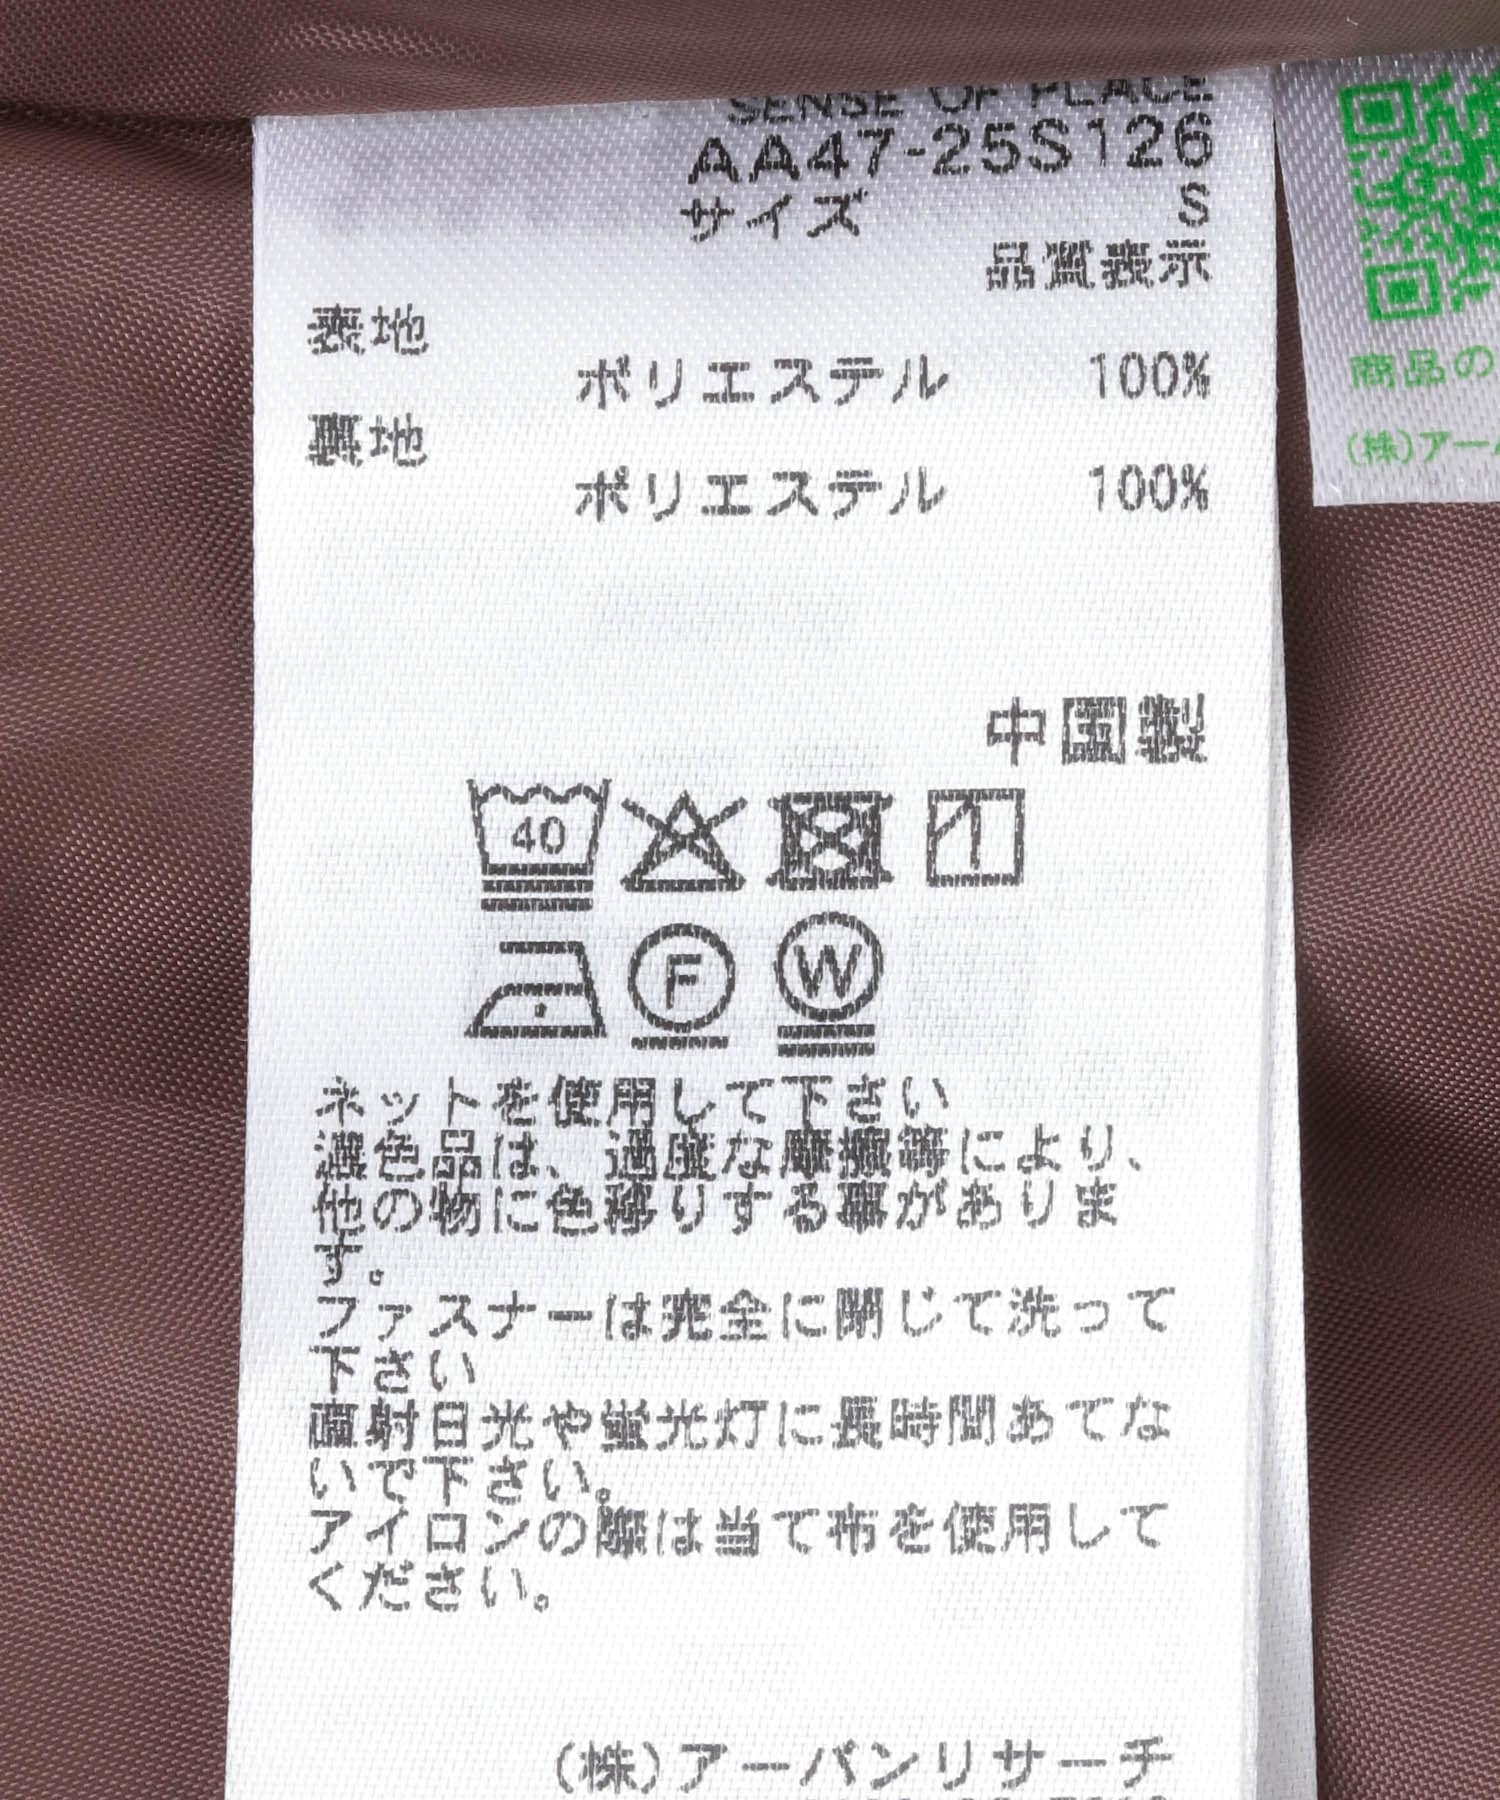 SENSE OF PLACE
AA47-25S126
サイズ S
品質表示
表地
ポリエステル 100%
裏地
ポリエステル 100%
中国製
40
F W
ネットを使用して下さい
濃色品は、過度な摩擦等により、
他の物に色移りする事がありま
す。
ファスナーは完全に閉じて洗って
下さい
直射日光や蛍光灯に長時間あてな
いで下さい。
アイロンの際は当て布を使用して
ください。
(株)アーバンリサーチ
商品の
(株)アー